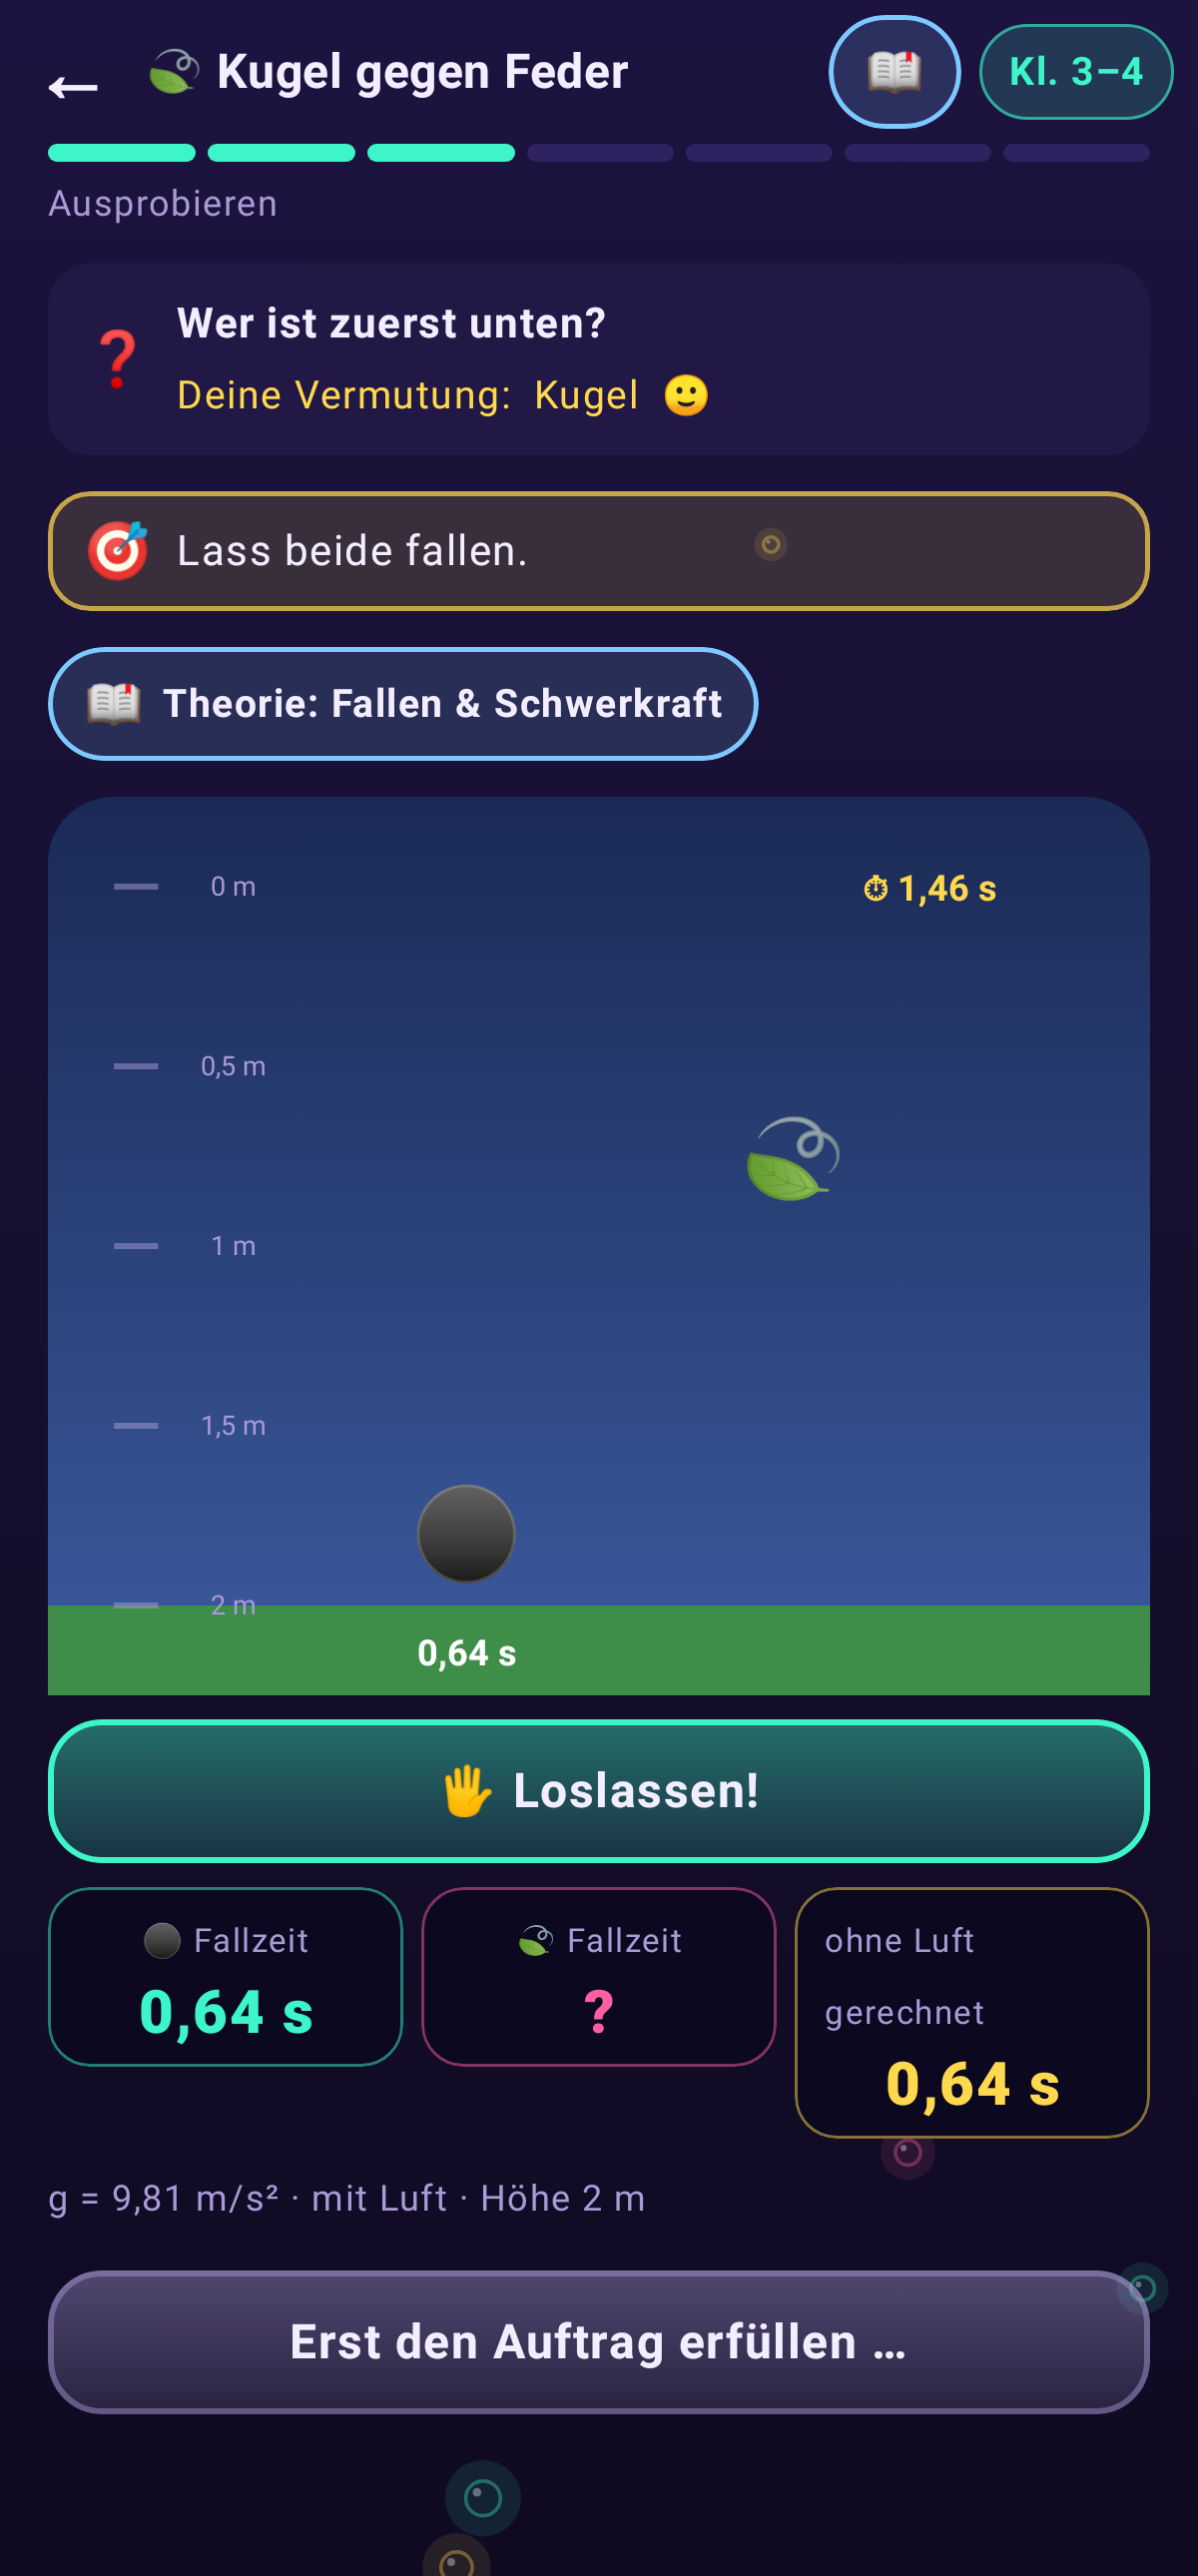 ← Kugel gegen Feder
Kl. 3–4
Ausprobieren
❓ Wer ist zuerst unten?
Deine Vermutung: Kugel 🙂
🎯 Lass beide fallen.
📖 Theorie: Fallen & Schwerkraft
0 m
⏱ 1,46 s
0,5 m
1 m
1,5 m
2 m
0,64 s
🖐 Loslassen!
Fallzeit
0,64 s
Fallzeit
?
ohne Luft
gerechnet
0,64 s
g = 9,81 m/s² · mit Luft · Höhe 2 m
Erst den Auftrag erfüllen …